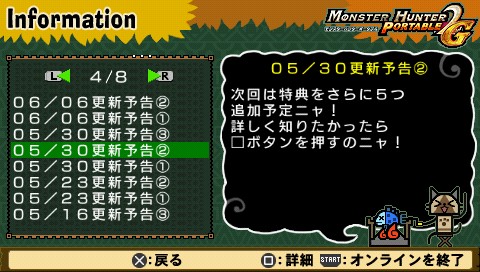 Information
MONSTER HUNTER
PORTABLE 2nd G
L 4/8 R
06/06更新予告②
06/06更新予告①
05/30更新予告③
05/30更新予告②
05/30更新予告①
05/23更新予告②
05/23更新予告①
05/16更新予告③
05/30更新予告②
次回は特典をさらに5つ
追加予定ニャ!
詳しく知りたかったら
□ボタンを押すのニャ!
:戻る
:詳細 START:オンラインを終了